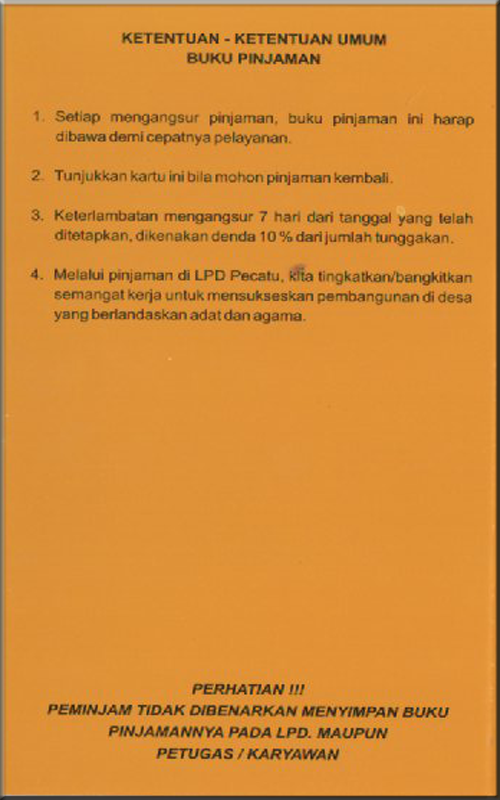 KETENTUAN - KETENTUAN UMUM
BUKU PINJAMAN
1. Setiap mengangsur pinjaman, buku pinjaman ini harap
dibawa demi cepatnya pelayanan.
2. Tunjukkan kartu ini bila mohon pinjaman kembali.
3. Keterlambatan mengangsur 7 hari dari tanggal yang telah
ditetapkan, dikenakan denda 10 % dari jumlah tunggakan.
4. Melalui pinjaman di LPD Pecatu, kita tingkatkan/bangkitkan
semangat kerja untuk mensukseskan pembangunan di desa
yang berlandaskan adat dan agama.
PERHATIAN !!!
PEMINJAM TIDAK DIBENARKAN MENYIMPAN BUKU
PINJAMANNYA PADA LPD. MAUPUN
PETUGAS / KARYAWAN